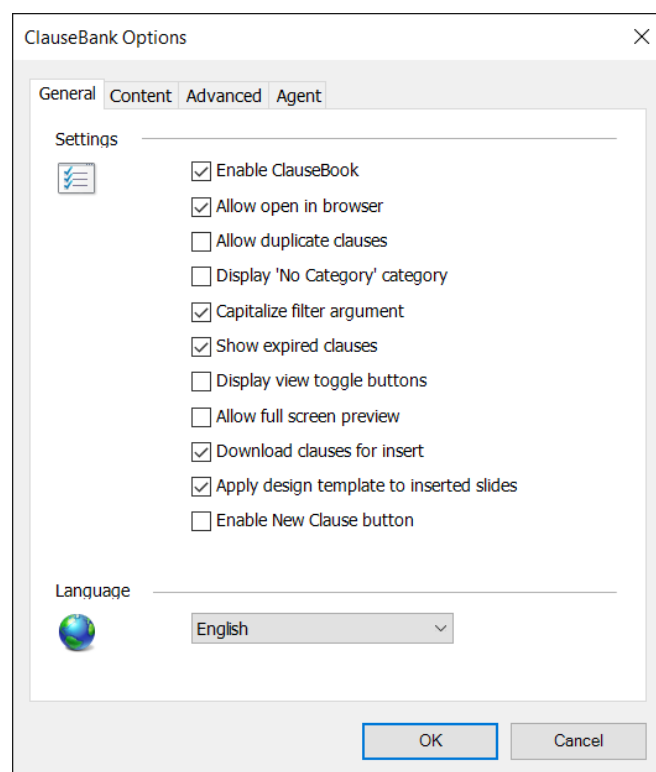 ClauseBank Options
General Content Advanced Agent
Settings
Enable ClauseBook
Allow open in browser
Allow duplicate clauses
Display 'No Category' category
Capitalize filter argument
Show expired clauses
Display view toggle buttons
Allow full screen preview
Download clauses for insert
Apply design template to inserted slides
Enable New Clause button
Language
English
OK Cancel